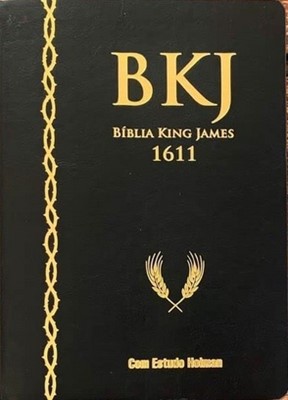 BKJ
BÍBLIA KING JAMES
1611
Com Estudo Holman